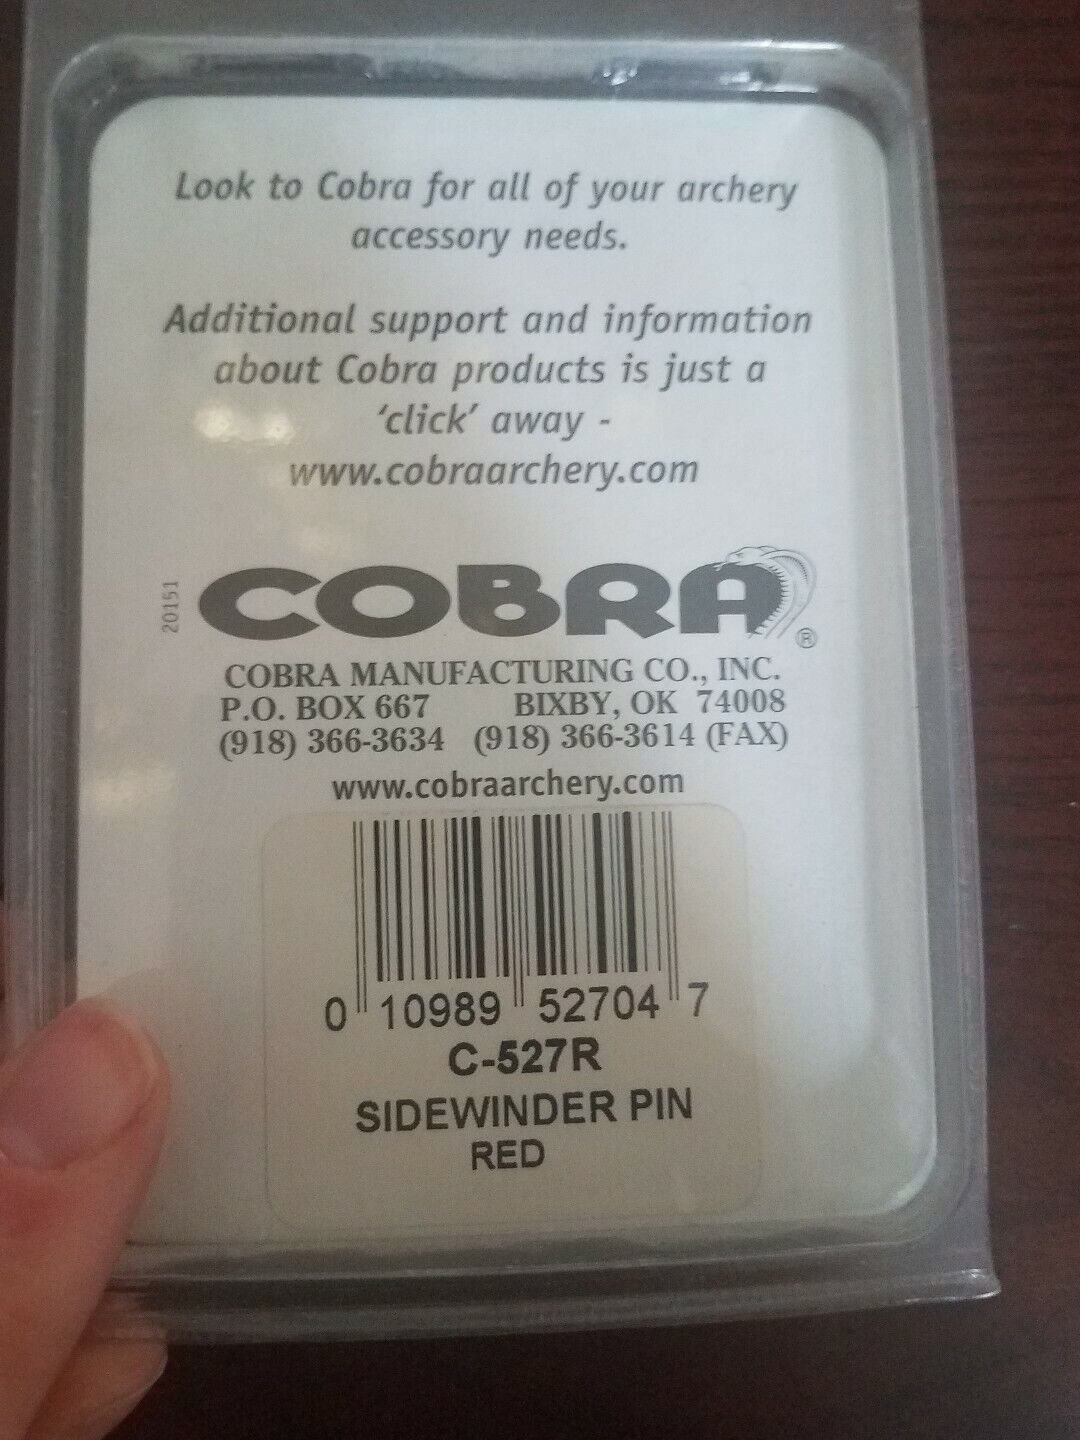 Look to Cobra for all of your archery
accessory needs.
Additional support and information
about Cobra products is just a
‘click’ away -
www.cobraarchery.com
20151
COBRA®
COBRA MANUFACTURING CO., INC.
P.O. BOX 667 BIXBY, OK 74008
(918) 366-3634 (918) 366-3614 (FAX)
www.cobraarchery.com
0 10989 52704 7
C-527R
SIDEWINDER PIN
RED